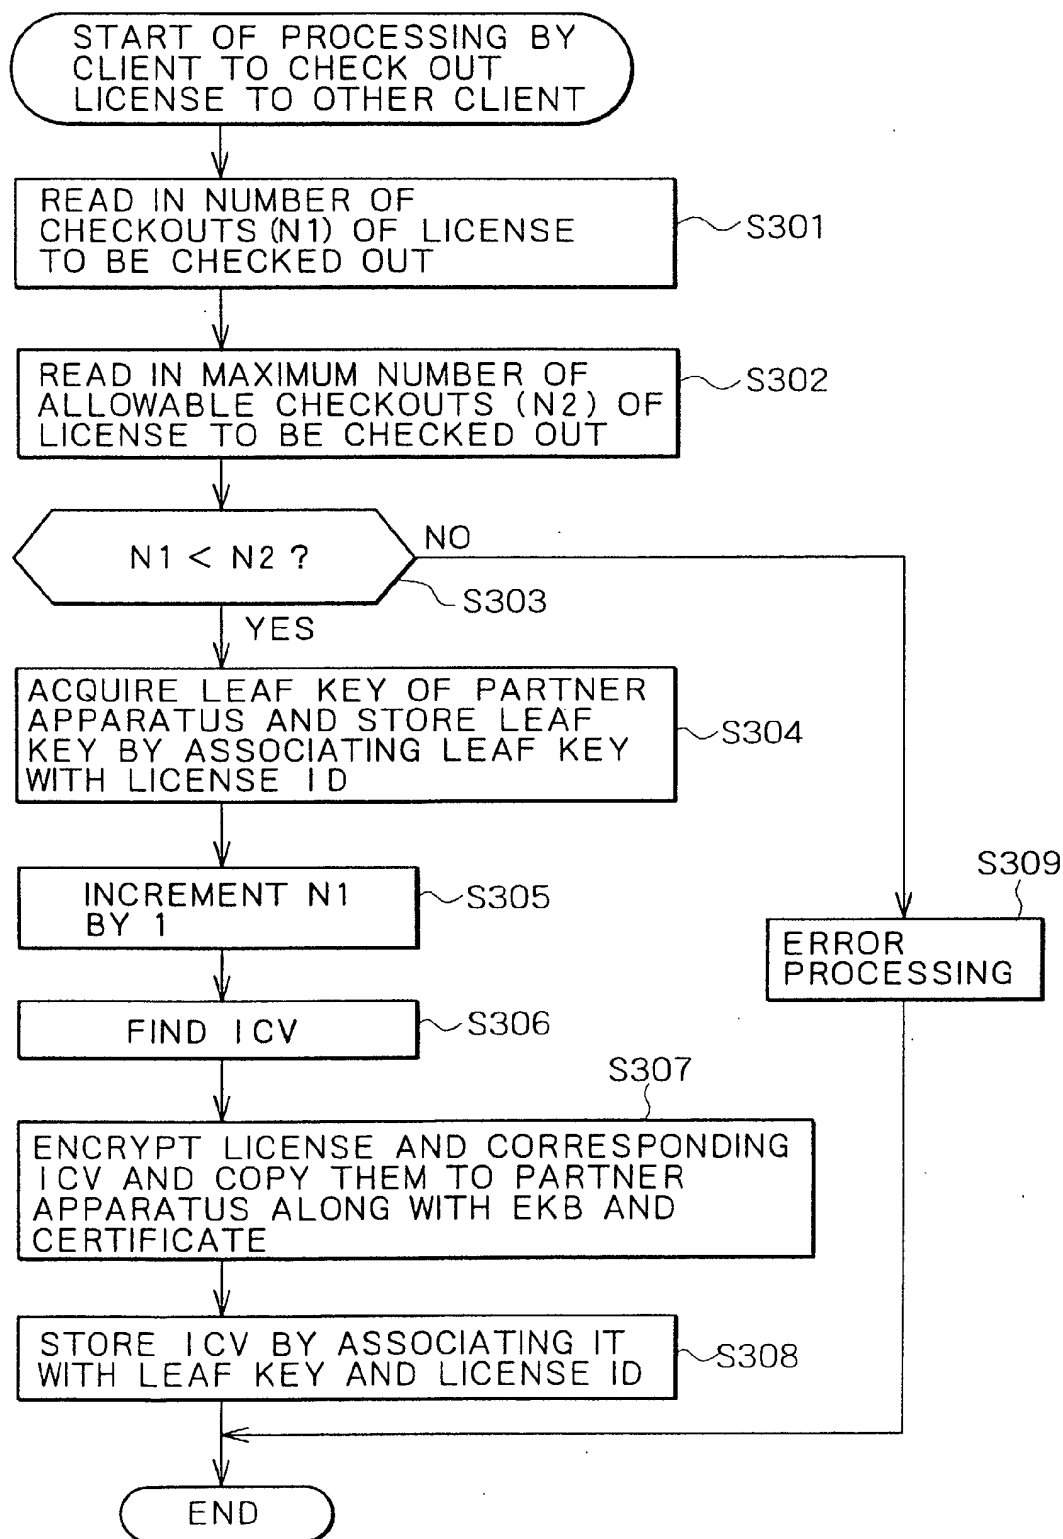 START OF PROCESSING BY
CLIENT TO CHECK OUT
LICENSE TO OTHER CLIENT
READ IN NUMBER OF
CHECKOUTS (N1) OF LICENSE
TO BE CHECKED OUT
S301
READ IN MAXIMUM NUMBER OF
ALLOWABLE CHECKOUTS (N2) OF
LICENSE TO BE CHECKED OUT
S302
N1 < N2 ?
NO
S303
YES
ACQUIRE LEAF KEY OF PARTNER
APPARATUS AND STORE LEAF
KEY BY ASSOCIATING LEAF KEY
WITH LICENSE ID
S304
INCREMENT N1
BY 1
S305
S309
ERROR
PROCESSING
FIND ICV
S306
S307
ENCRYPT LICENSE AND CORRESPONDING
ICV AND COPY THEM TO PARTNER
APPARATUS ALONG WITH EKB AND
CERTIFICATE
STORE ICV BY ASSOCIATING IT
WITH LEAF KEY AND LICENSE ID
S308
END